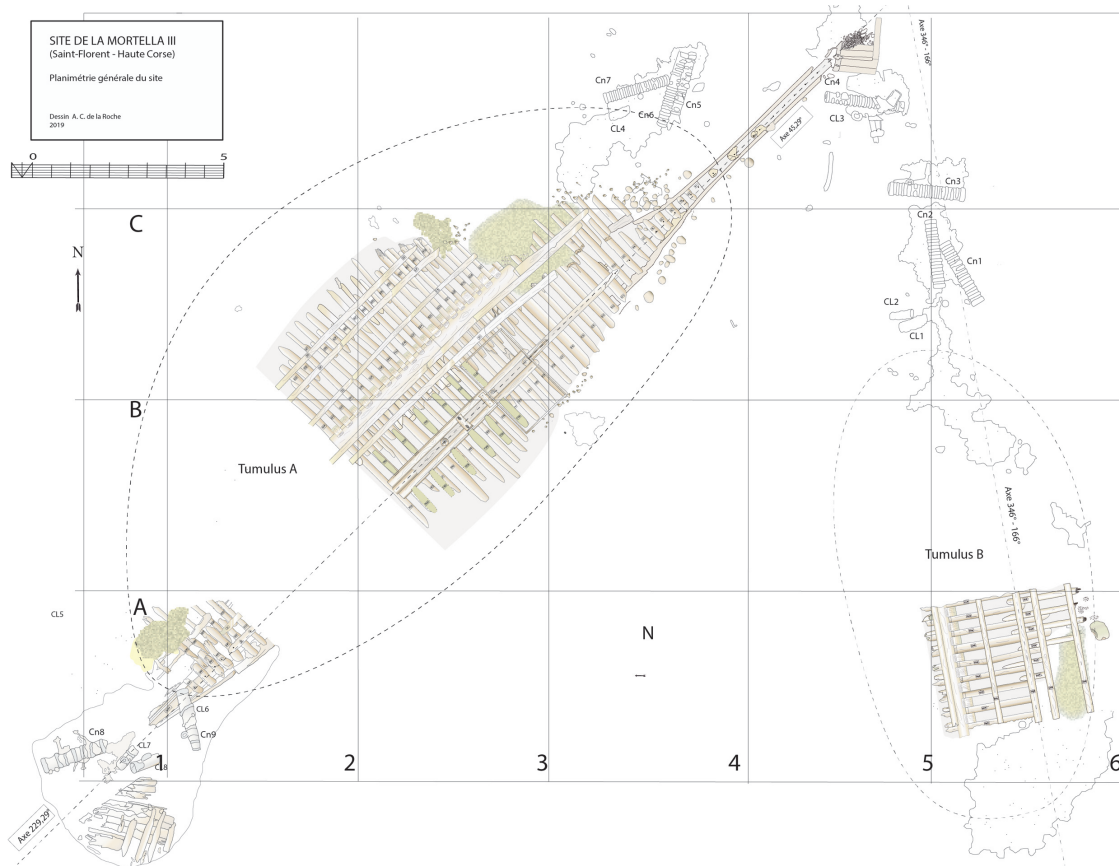 SITE DE LA MORTELLA III
(Saint-Florent - Haute Corse)
Planimétrie générale du site
Dessin A. C. de la Roche
2019
0 5
N
Cn7
Cn5
Cn6
CL4
Cn4
CL3
Axe 45,29°
Axe 346° - 166°
Cn3
Cn2
Cn1
CL2
CL1
C
B
Tumulus A
Axe 346° - 166°
Tumulus B
A
CL5
N
CL6
Cn9
Cn8
CL7
CL8
1 2 3 4 5 6
Axe 229,29°